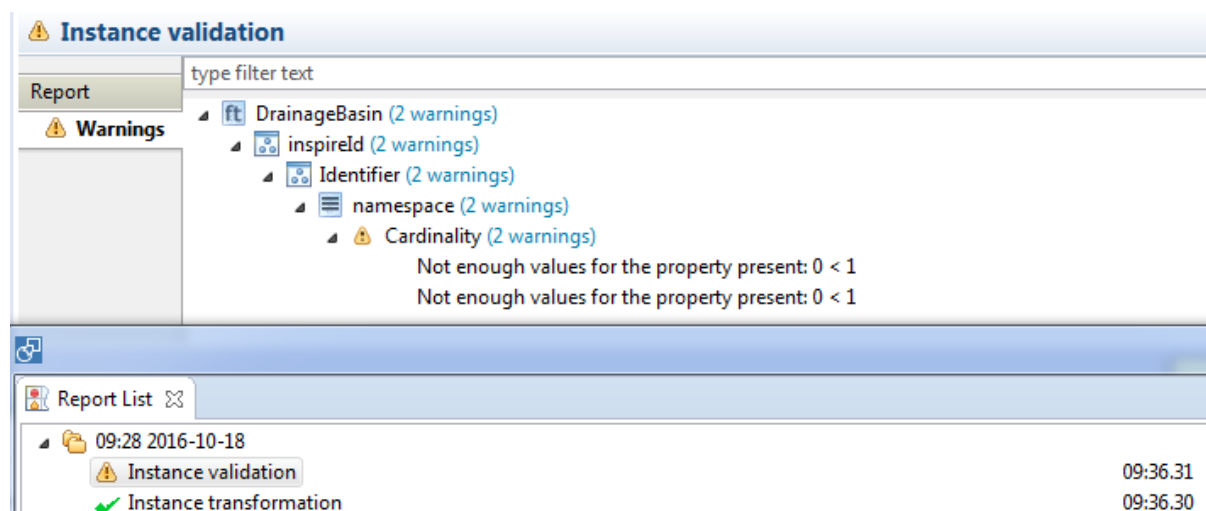 Instance validation
type filter text
Report
Warnings
DrainageBasin (2 warnings)
inspireId (2 warnings)
Identifier (2 warnings)
namespace (2 warnings)
Cardinality (2 warnings)
Not enough values for the property present: 0 < 1
Not enough values for the property present: 0 < 1
Report List
09:28 2016-10-18
Instance validation 09:36.31
Instance transformation 09:36.30